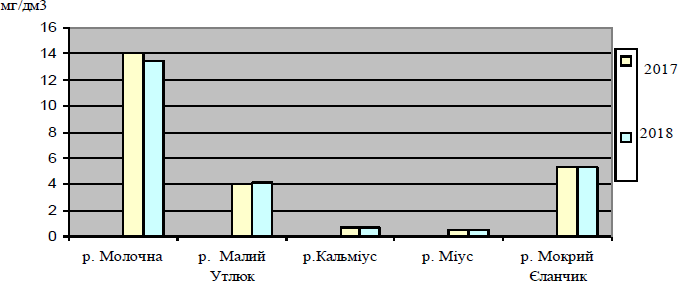 мг/дм3
16
14
12
10
8
6
4
2
0
р. Молочна
р. Малий
Утлюк
р.Кальміус
р. Міус
р. Мокрий
Єланчик
2017
2018